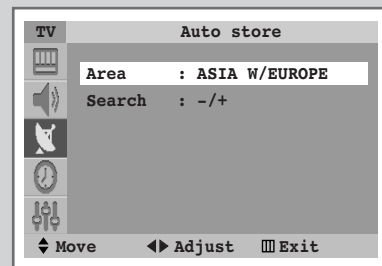 TV Auto store
Area : ASIA W/EUROPE
Search : -/+
Move Adjust Exit